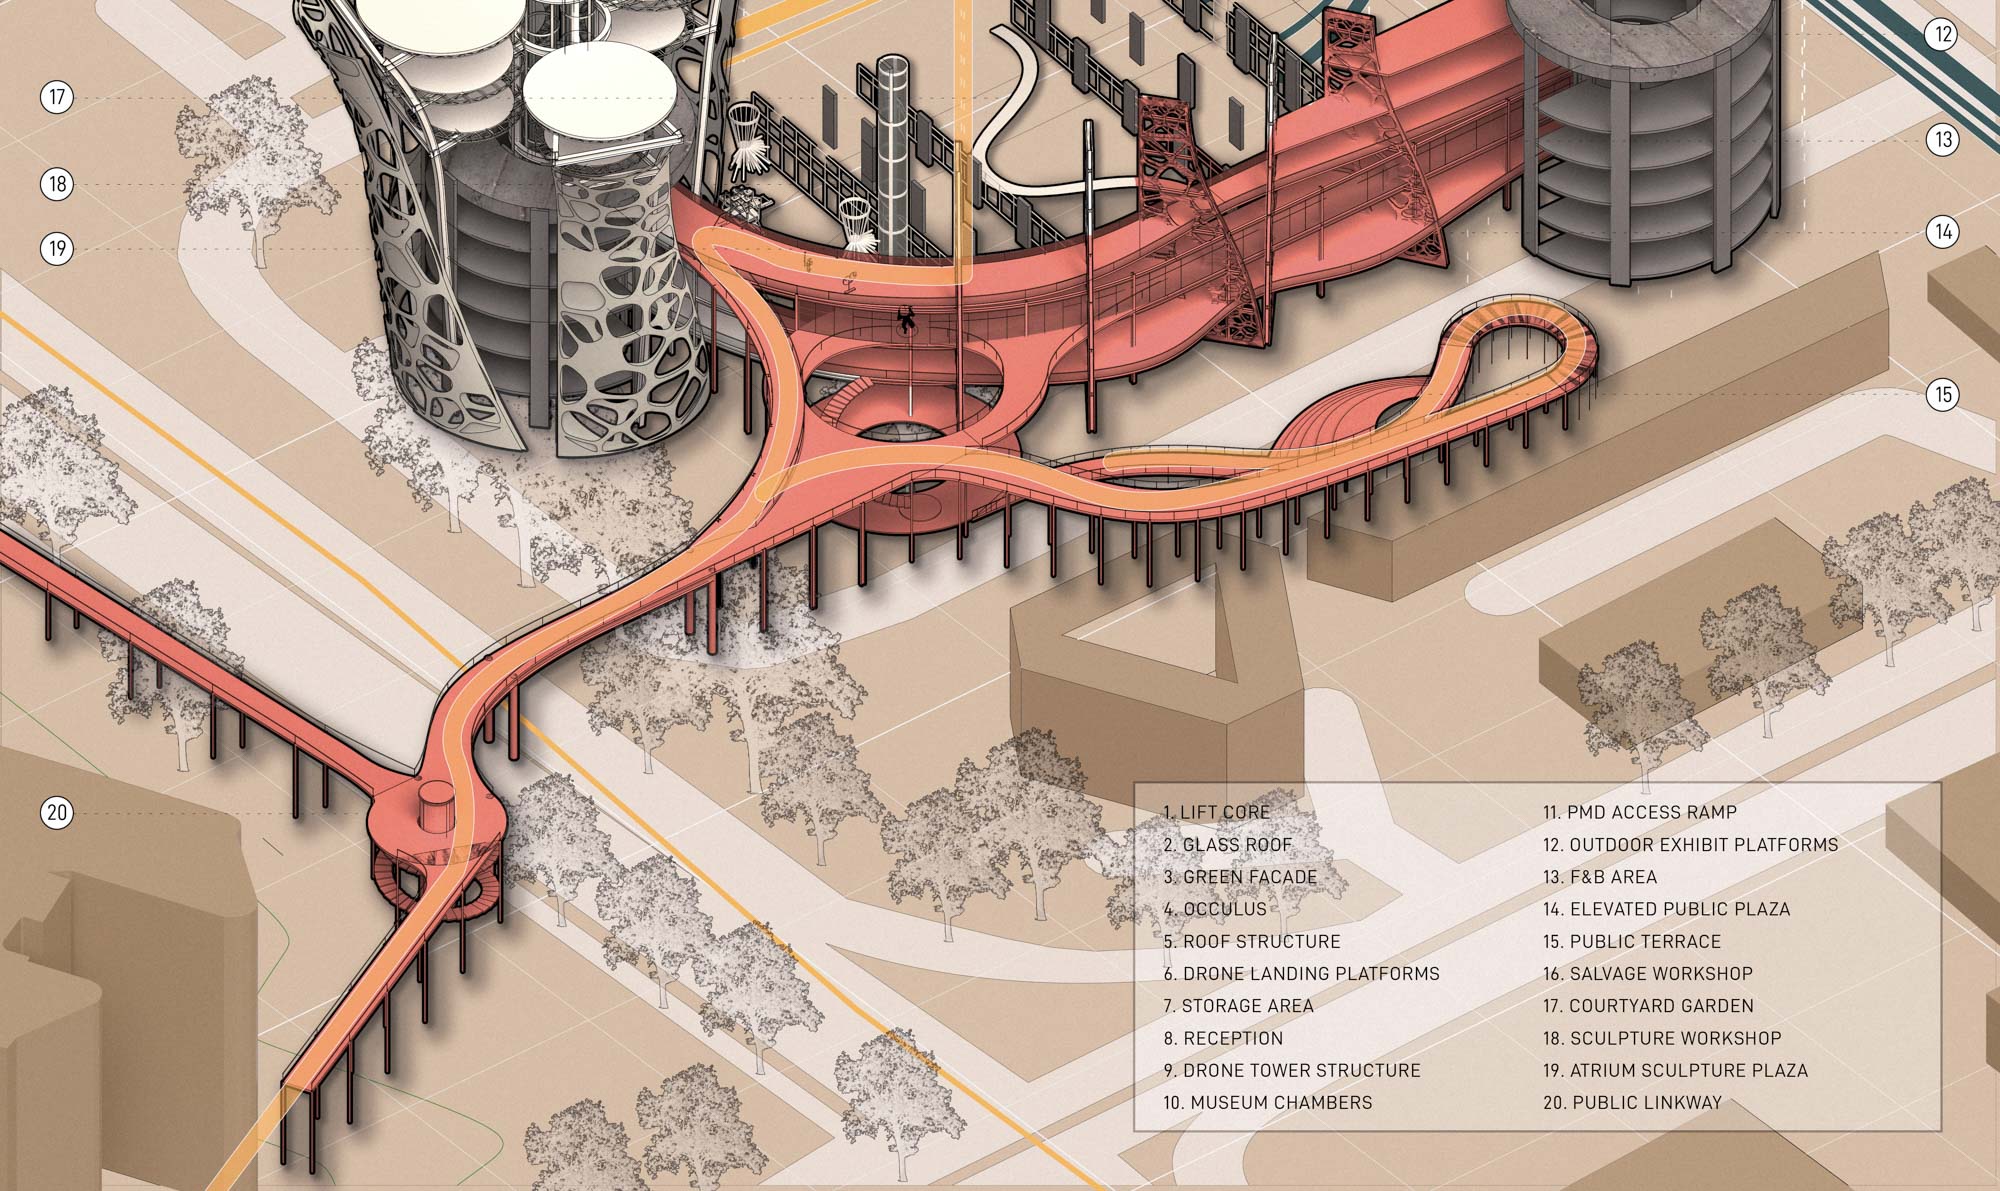 12
17
13
18
14
19
15
20
1. LIFT CORE
2. GLASS ROOF
3. GREEN FACADE
4. OCCULUS
5. ROOF STRUCTURE
6. DRONE LANDING PLATFORMS
7. STORAGE AREA
8. RECEPTION
9. DRONE TOWER STRUCTURE
10. MUSEUM CHAMBERS
11. PMD ACCESS RAMP
12. OUTDOOR EXHIBIT PLATFORMS
13. F&B AREA
14. ELEVATED PUBLIC PLAZA
15. PUBLIC TERRACE
16. SALVAGE WORKSHOP
17. COURTYARD GARDEN
18. SCULPTURE WORKSHOP
19. ATRIUM SCULPTURE PLAZA
20. PUBLIC LINKWAY